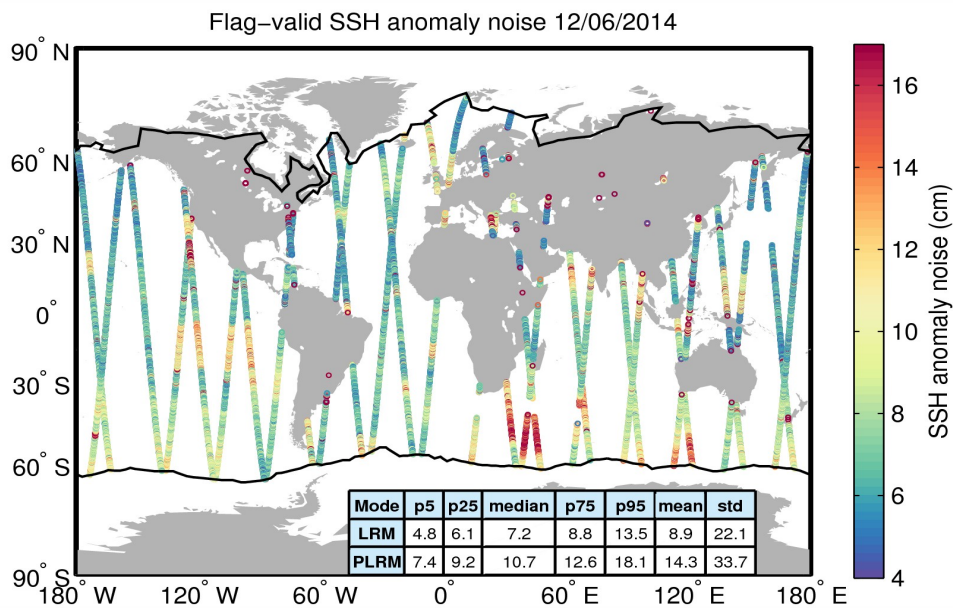 Flag−valid SSH anomaly noise 12/06/2014
90° N
60° N
30° N
0°
30° S
60° S
90° S
180° W
120° W
60° W
0°
60° E
120° E
180° E
Mode p5 p25 median p75 p95 mean std
LRM 4.8 6.1 7.2 8.8 13.5 8.9 22.1
PLRM 7.4 9.2 10.7 12.6 18.1 14.3 33.7
16
14
12
10
8
6
4
SSH anomaly noise (cm)